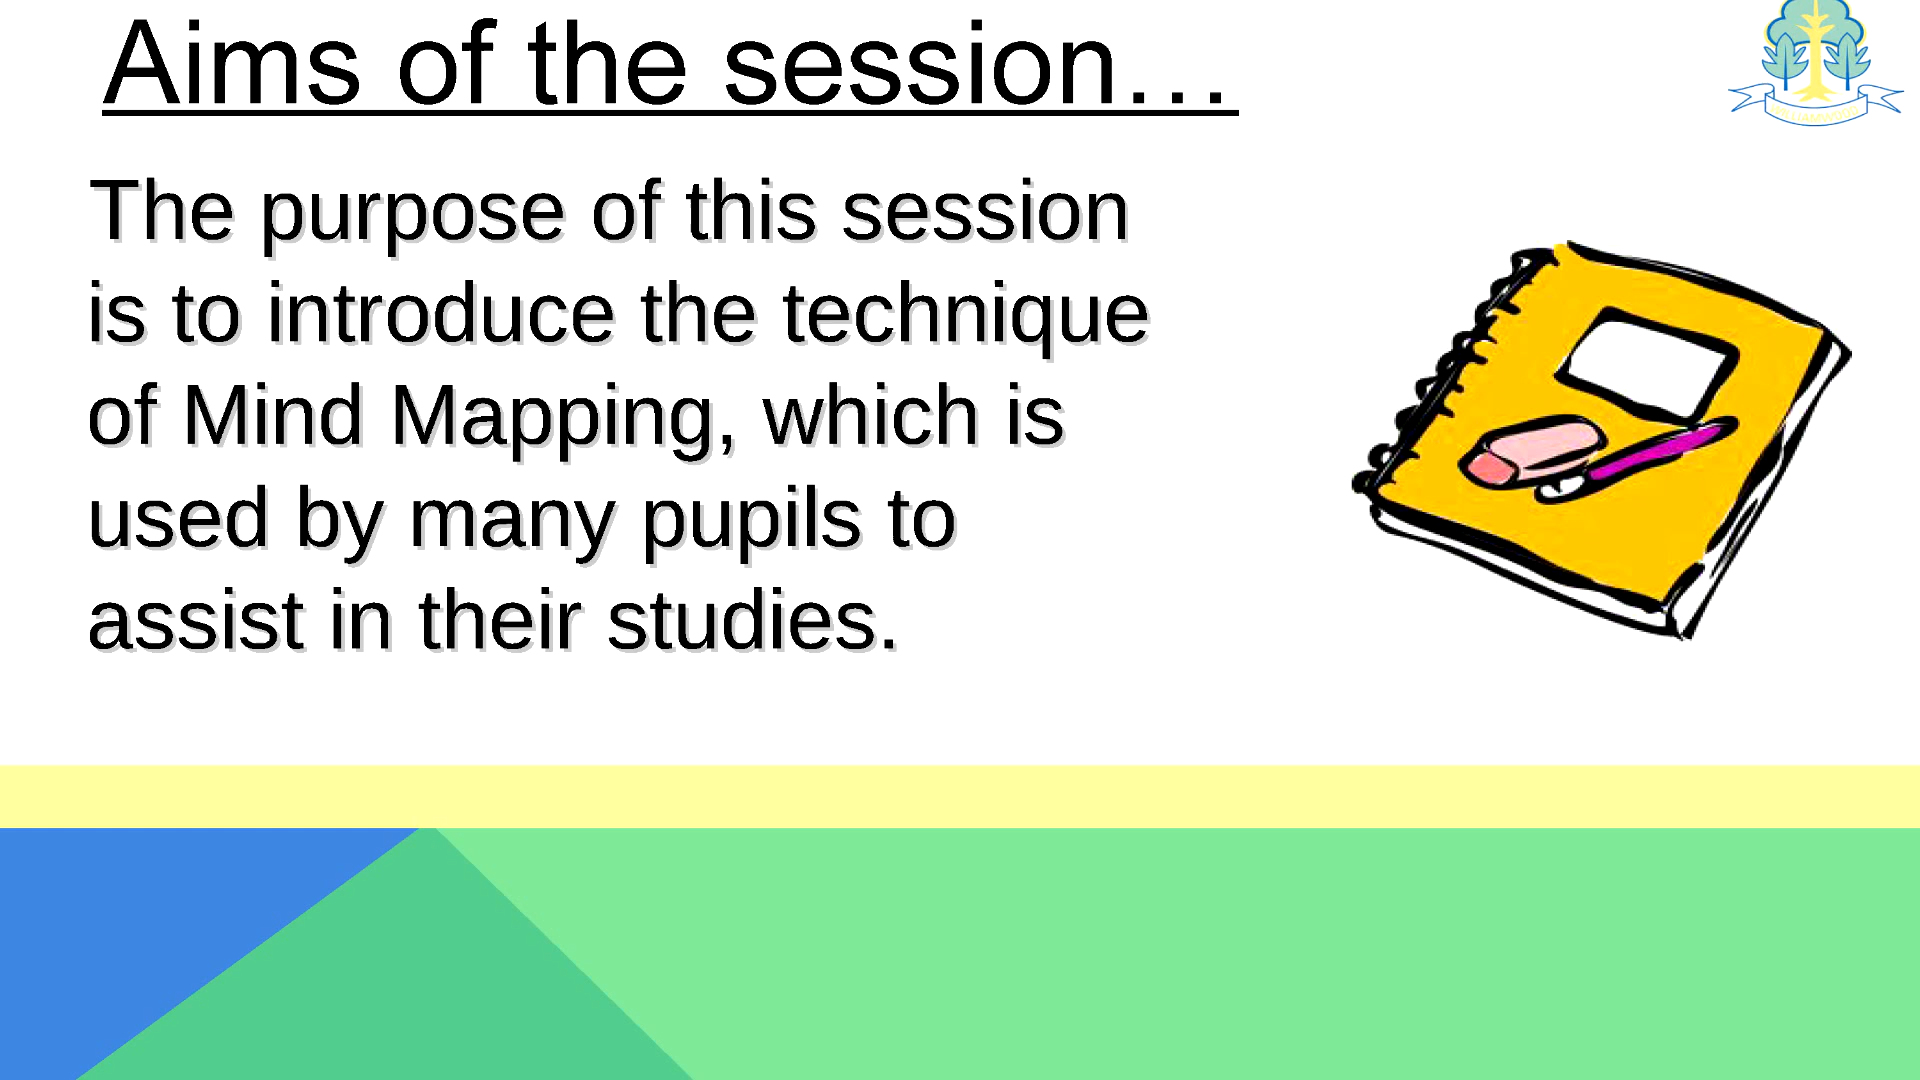 Aims of the session…
The purpose of this session
is to introduce the technique
of Mind Mapping, which is
used by many pupils to
assist in their studies.